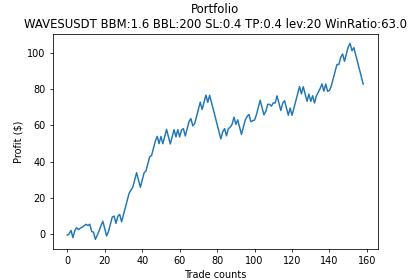 Portfolio
WAVESUSDT BBM:1.6 BBL:200 SL:0.4 TP:0.4 lev:20 WinRatio:63.0
100
80
60
40
20
0
Profit ($)
0 20 40 60 80 100 120 140 160
Trade counts